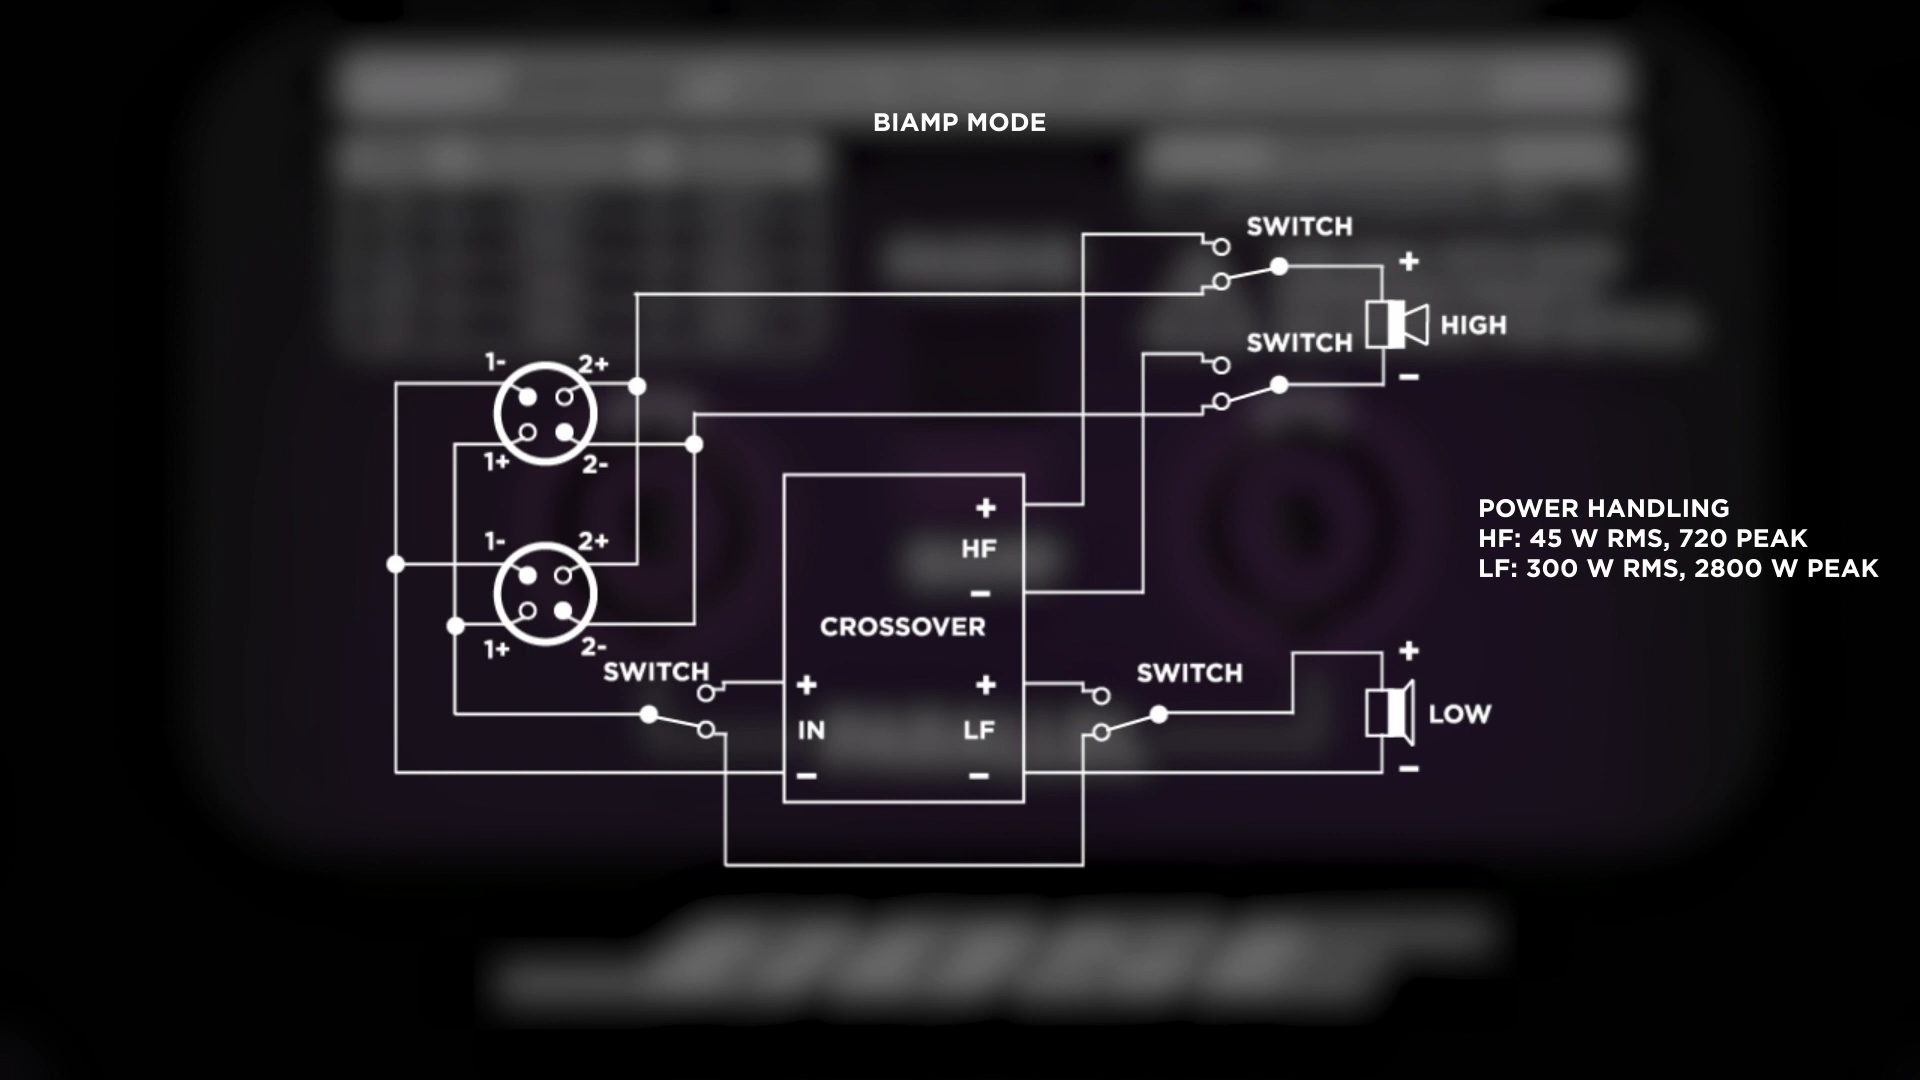 BIAMP MODE
SWITCH
+
HIGH
SWITCH
−
1- 2+
1+ 2-
1- 2+
1+ 2-
+
HF
−
CROSSOVER
SWITCH
+
IN
−
+
LF
−
SWITCH
+
LOW
−
POWER HANDLING
HF: 45 W RMS, 720 PEAK
LF: 300 W RMS, 2800 W PEAK